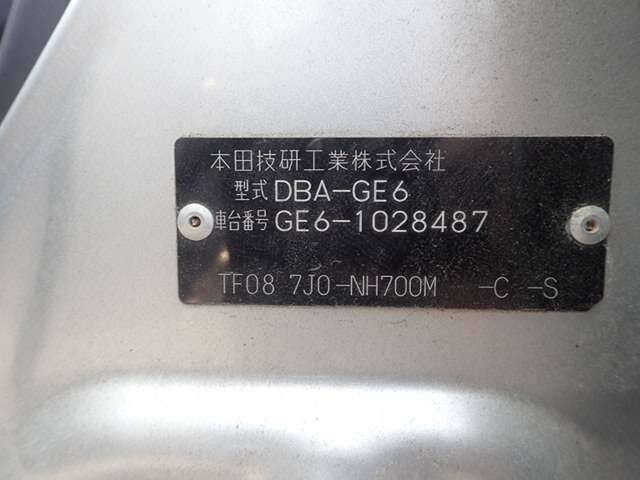 本田技研工業株式会社
型式 DBA-GE6
車台番号 GE6-1028487
TF08 7J0-NH700M -C -S